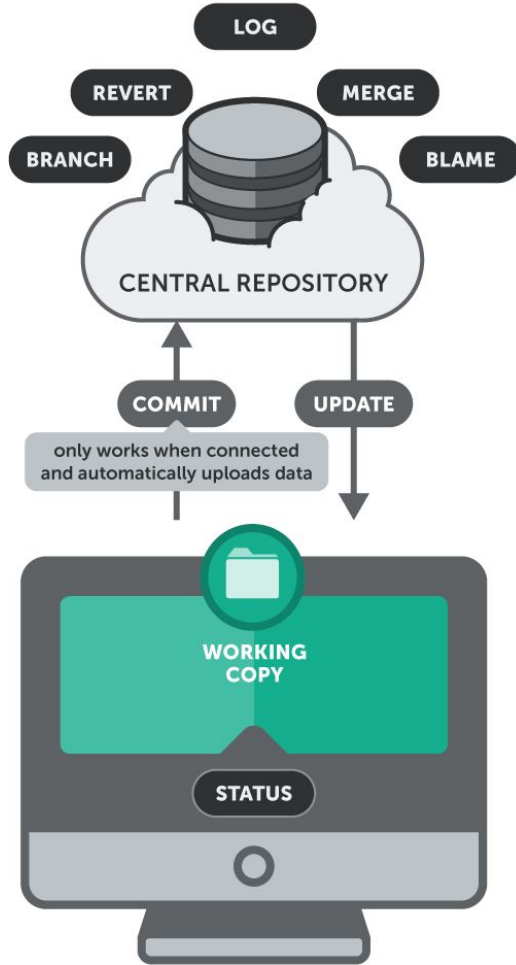 LOG
REVERT
MERGE
BRANCH
BLAME
CENTRAL REPOSITORY
COMMIT
UPDATE
only works when connected
and automatically uploads data
WORKING
COPY
STATUS